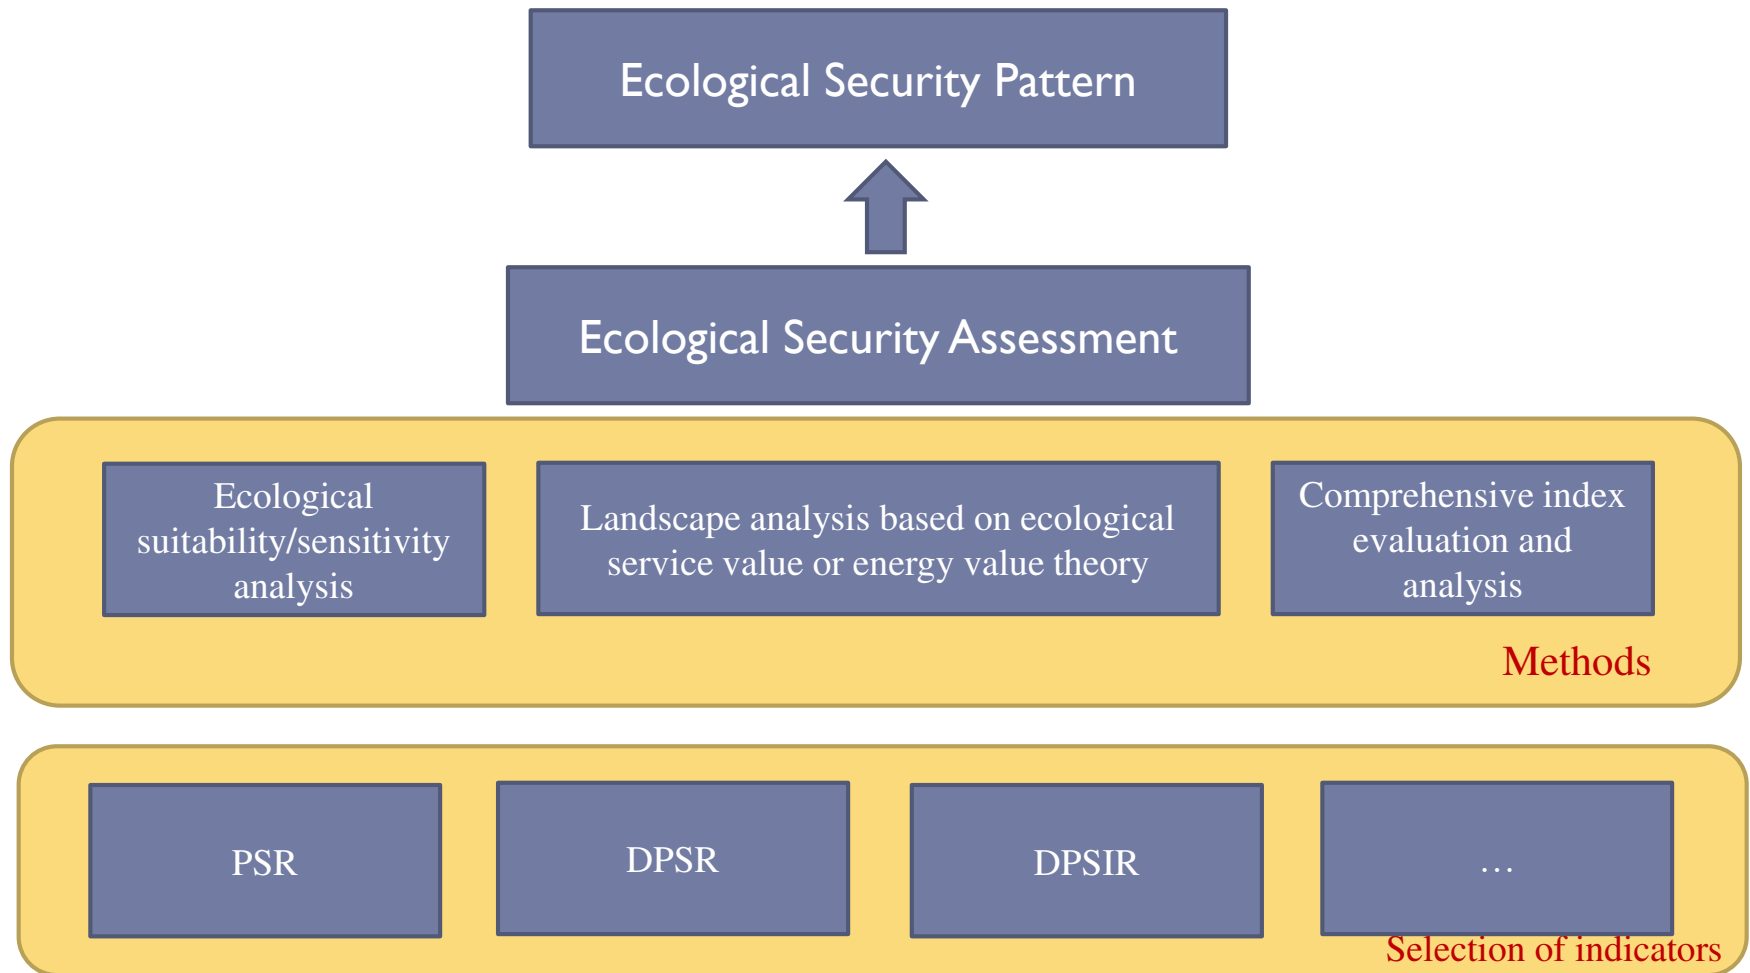 Ecological Security Pattern
Ecological Security Assessment
Ecological
suitability/sensitivity
analysis
Landscape analysis based on ecological
service value or energy value theory
Comprehensive index
evaluation and
analysis
Methods
PSR
DPSR
DPSIR
…
Selection of indicators